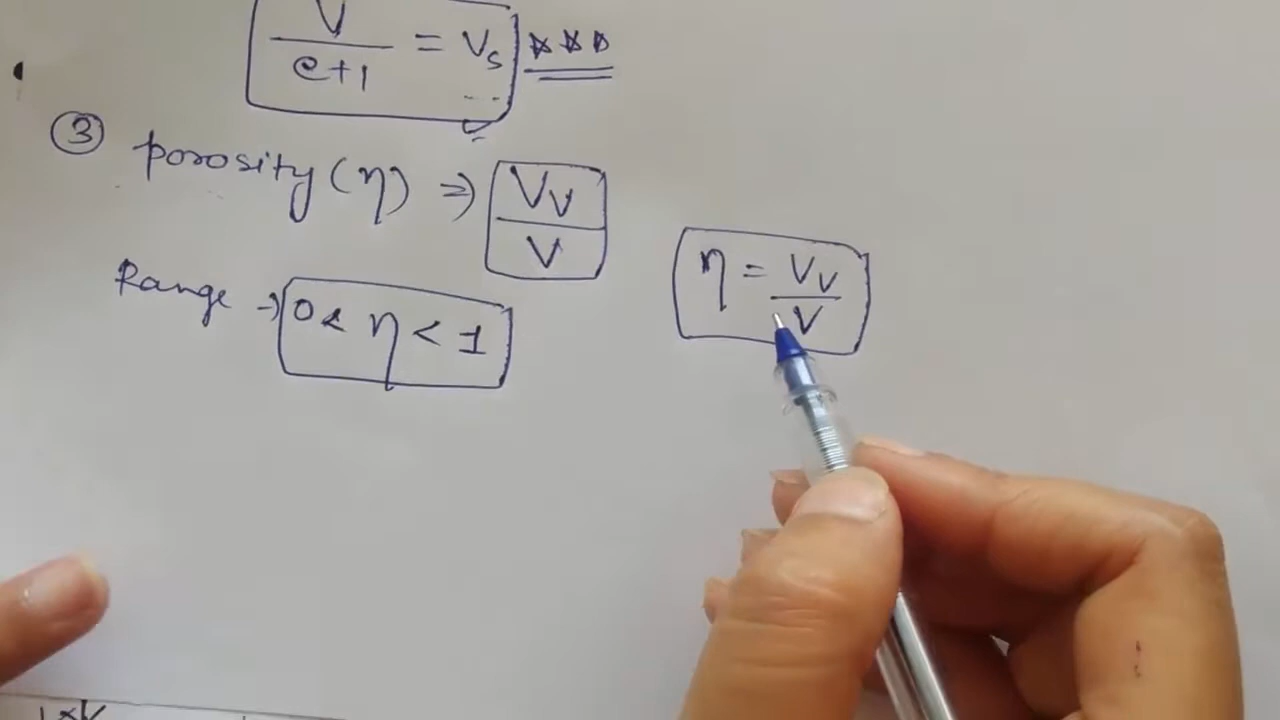 V / e+1 = Vs ☆☆☆
③ porosity (η) ⇒ Vv / V
Range → 0 < η < 1
η = Vv / V